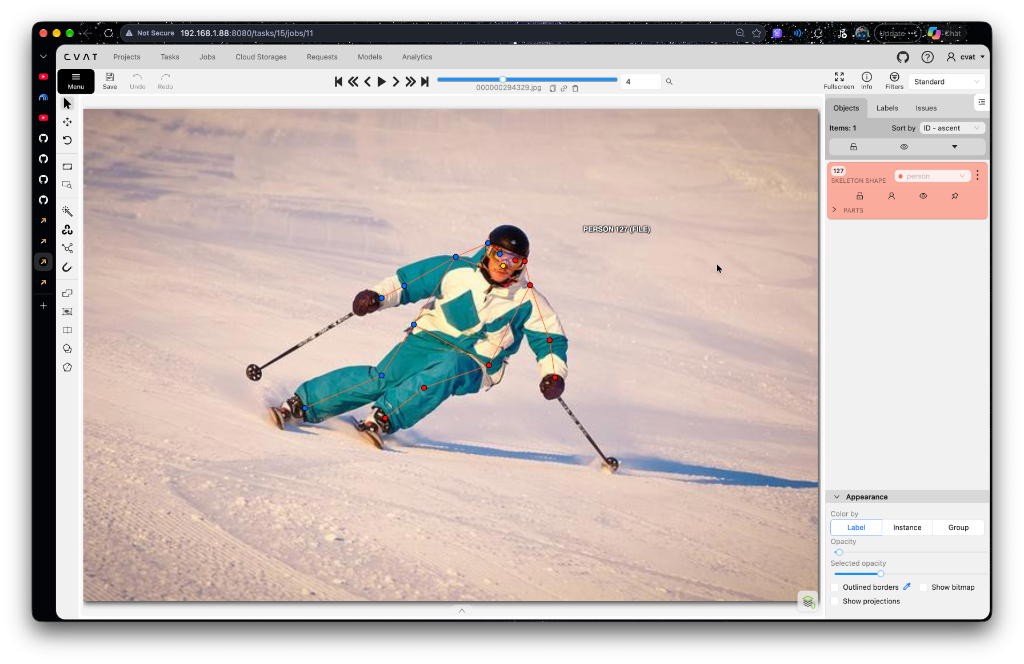 Not Secure 192.168.1.88:8080/tasks/15/jobs/11
Update
Chat
CVAT Projects Tasks Jobs Cloud Storages Requests Models Analytics cvat
Menu Save Undo Redo
000000294329.jpg
4
Fullscreen Info Filters Standard
Objects Labels Issues
Items: 1 Sort by ID - ascent
127
SKELETON SHAPE person
PARTS
PERSON 127 (FILE)
Appearance
Color by
Label Instance Group
Opacity
Selected opacity
Outlined borders Show bitmap
Show projections